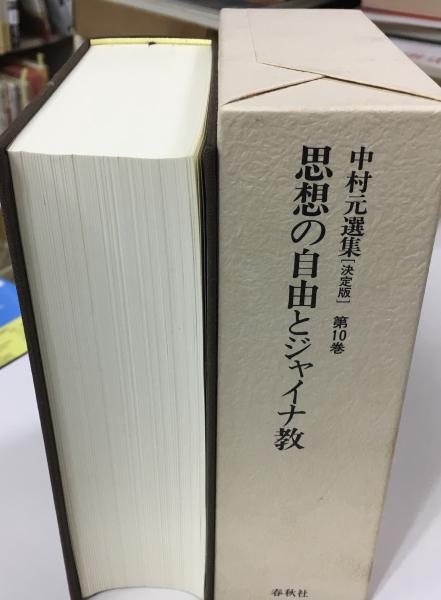 中村元選集［決定版］ 第10巻
思想の自由とジャイナ教
春秋社